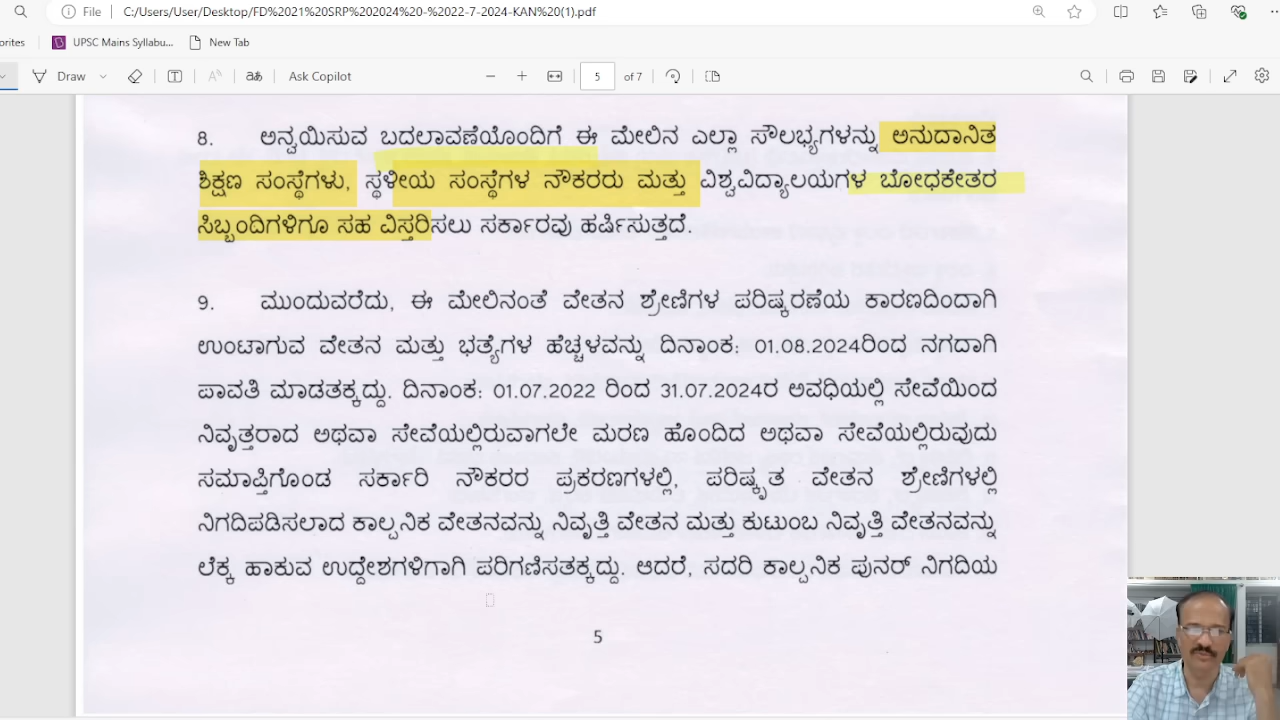 File C:/Users/User/Desktop/FD%2021%20SRP%202024%20-%2022-7-2024-KAN%20(1).pdf
orites UPSC Mains Syllabu... New Tab
Draw Ask Copilot 5 of 7
8. ಅನ್ವಯಿಸುವ ಬದಲಾವಣೆಯೊಂದಿಗೆ ಈ ಮೇಲಿನ ಎಲ್ಲಾ ಸೌಲಭ್ಯಗಳನ್ನು ಅನುದಾನಿತ
ಶಿಕ್ಷಣ ಸಂಸ್ಥೆಗಳು, ಸ್ಥಳೀಯ ಸಂಸ್ಥೆಗಳ ನೌಕರರು ಮತ್ತು ವಿಶ್ವವಿದ್ಯಾಲಯಗಳ ಬೋಧಕೇತರ
ಸಿಬ್ಬಂದಿಗಳಿಗೂ ಸಹ ವಿಸ್ತರಿಸಲು ಸರ್ಕಾರವು ಹರ್ಷಿಸುತ್ತದೆ.
9. ಮುಂದುವರೆದು, ಈ ಮೇಲಿನಂತೆ ವೇತನ ಶ್ರೇಣಿಗಳ ಪರಿಷ್ಕರಣೆಯ ಕಾರಣದಿಂದಾಗಿ
ಉಂಟಾಗುವ ವೇತನ ಮತ್ತು ಭತ್ಯೆಗಳ ಹೆಚ್ಚಳವನ್ನು ದಿನಾಂಕ: 01.08.2024ರಿಂದ ನಗದಾಗಿ
ಪಾವತಿ ಮಾಡತಕ್ಕದ್ದು. ದಿನಾಂಕ: 01.07.2022 ರಿಂದ 31.07.2024ರ ಅವಧಿಯಲ್ಲಿ ಸೇವೆಯಿಂದ
ನಿವೃತ್ತರಾದ ಅಥವಾ ಸೇವೆಯಲ್ಲಿರುವಾಗಲೇ ಮರಣ ಹೊಂದಿದ ಅಥವಾ ಸೇವೆಯಲ್ಲಿರುವುದು
ಸಮಾಪ್ತಿಗೊಂಡ ಸರ್ಕಾರಿ ನೌಕರರ ಪ್ರಕರಣಗಳಲ್ಲಿ, ಪರಿಷ್ಕೃತ ವೇತನ ಶ್ರೇಣಿಗಳಲ್ಲಿ
ನಿಗದಿಪಡಿಸಲಾದ ಕಾಲ್ಪನಿಕ ವೇತನವನ್ನು ನಿವೃತ್ತಿ ವೇತನ ಮತ್ತು ಕುಟುಂಬ ನಿವೃತ್ತಿ ವೇತನವನ್ನು
ಲೆಕ್ಕ ಹಾಕುವ ಉದ್ದೇಶಗಳಿಗಾಗಿ ಪರಿಗಣಿಸತಕ್ಕದ್ದು. ಆದರೆ, ಸದರಿ ಕಾಲ್ಪನಿಕ ಪುನರ್ ನಿಗದಿಯ
5